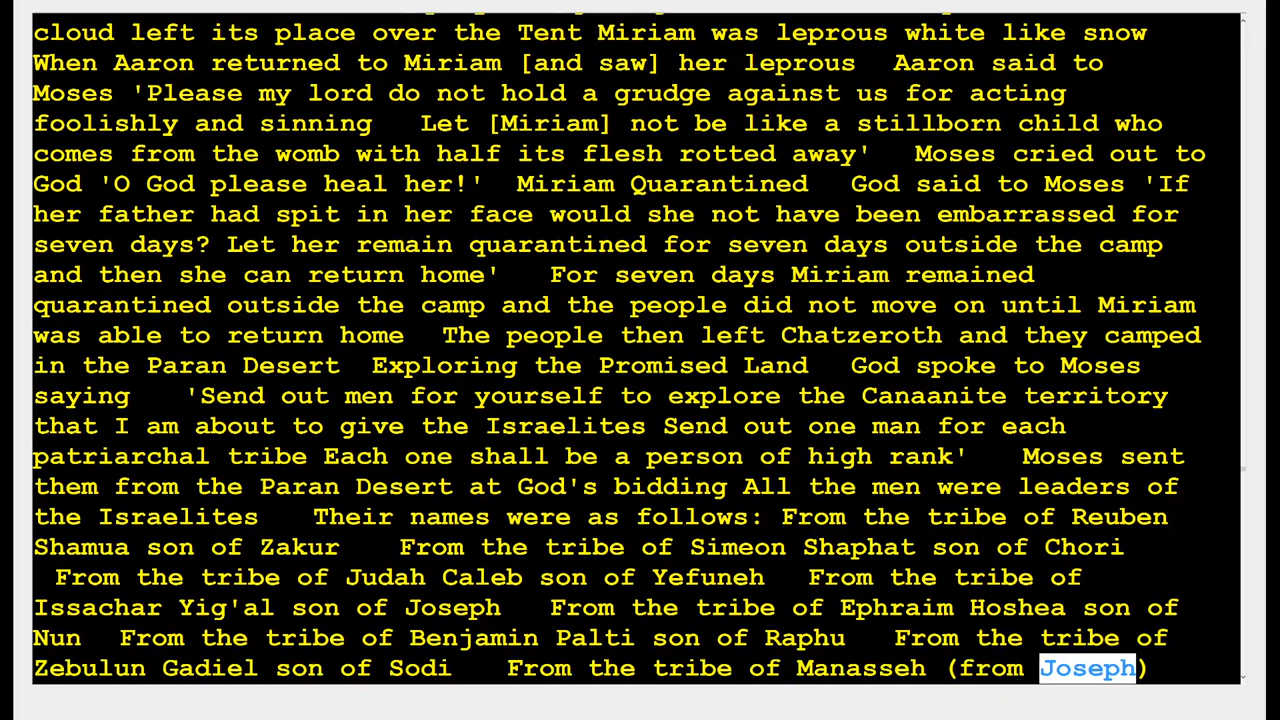 cloud left its place over the Tent Miriam was leprous white like snow
When Aaron returned to Miriam [and saw] her leprous Aaron said to
Moses 'Please my lord do not hold a grudge against us for acting
foolishly and sinning Let [Miriam] not be like a stillborn child who
comes from the womb with half its flesh rotted away' Moses cried out to
God 'O God please heal her!' Miriam Quarantined God said to Moses 'If
her father had spit in her face would she not have been embarrassed for
seven days? Let her remain quarantined for seven days outside the camp
and then she can return home' For seven days Miriam remained
quarantined outside the camp and the people did not move on until Miriam
was able to return home The people then left Chatzeroth and they camped
in the Paran Desert Exploring the Promised Land God spoke to Moses
saying 'Send out men for yourself to explore the Canaanite territory
that I am about to give the Israelites Send out one man for each
patriarchal tribe Each one shall be a person of high rank' Moses sent
them from the Paran Desert at God's bidding All the men were leaders of
the Israelites Their names were as follows: From the tribe of Reuben
Shamua son of Zakur From the tribe of Simeon Shaphat son of Chori
From the tribe of Judah Caleb son of Yefuneh From the tribe of
Issachar Yig'al son of Joseph From the tribe of Ephraim Hoshea son of
Nun From the tribe of Benjamin Palti son of Raphu From the tribe of
Zebulun Gadiel son of Sodi From the tribe of Manasseh (from Joseph)